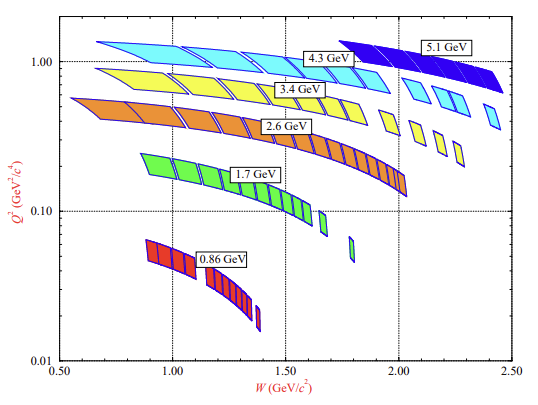 5.1 GeV
1.00
4.3 GeV
3.4 GeV
2.6 GeV
1.7 GeV
Q² (GeV²/c⁴)
0.10
0.86 GeV
0.01
0.50
1.00
1.50
2.00
2.50
W (GeV/c²)